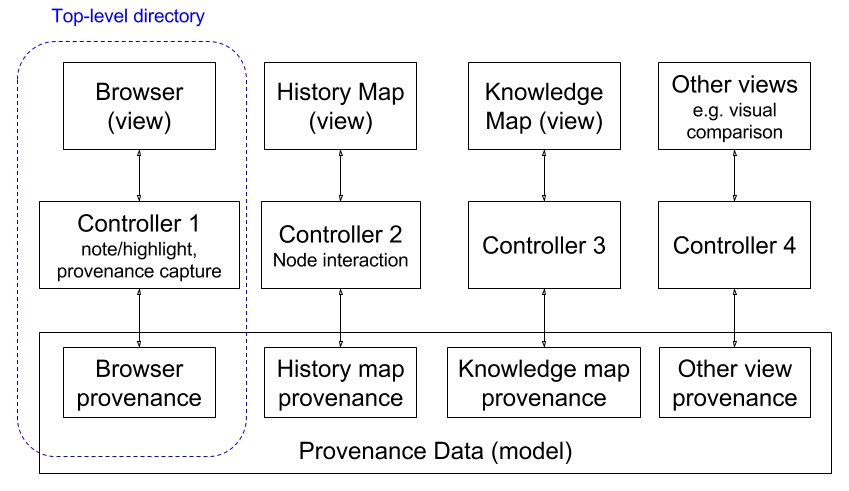 Top-level directory
Browser
(view)
History Map
(view)
Knowledge
Map (view)
Other views
e.g. visual
comparison
Controller 1
note/highlight,
provenance capture
Controller 2
Node interaction
Controller 3
Controller 4
Browser
provenance
History map
provenance
Knowledge map
provenance
Other view
provenance
Provenance Data (model)